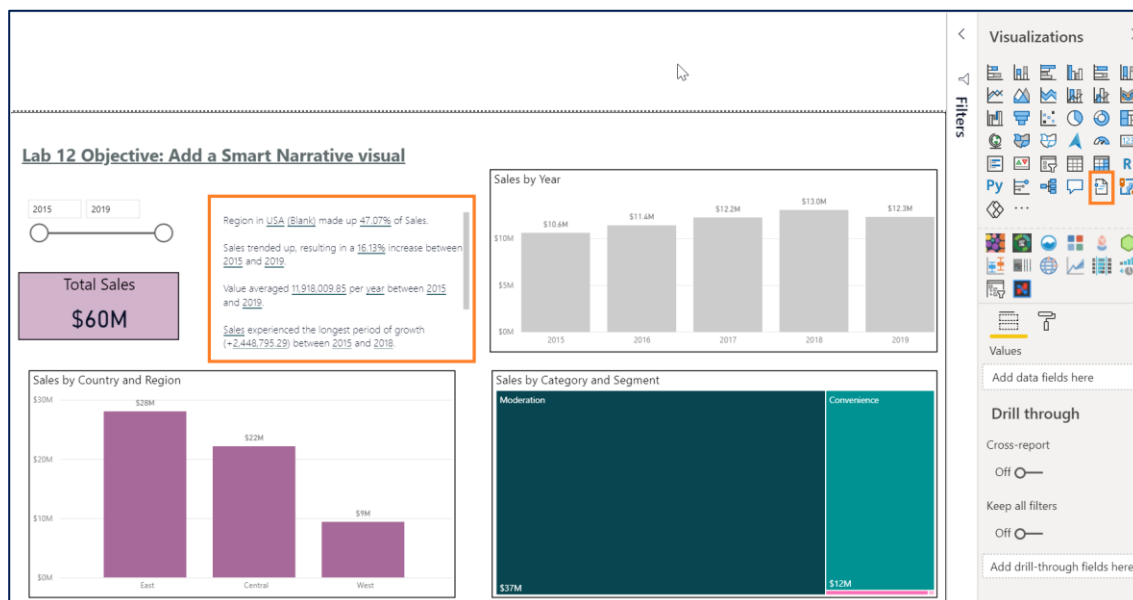 Lab 12 Objective: Add a Smart Narrative visual
2015 2019
Total Sales
$60M
Region in USA (Blank) made up 47.07% of Sales.
Sales trended up, resulting in a 16.13% increase between
2015 and 2019.
Value averaged 11,918,009.85 per year between 2015
and 2019.
Sales experienced the longest period of growth
(+2,448,795.29) between 2015 and 2018.
Sales by Year
$10M
$5M
$0M
$10.6M
$11.4M
$12.2M
$13.0M
$12.3M
2015 2016 2017 2018 2019
Sales by Country and Region
$30M
$20M
$10M
$0M
$28M
$22M
$9M
East Central West
Sales by Category and Segment
Moderation
$37M
Convenience
$12M
Filters
Visualizations
123
R
Py
Values
Add data fields here
Drill through
Cross-report
Off
Keep all filters
Off
Add drill-through fields here